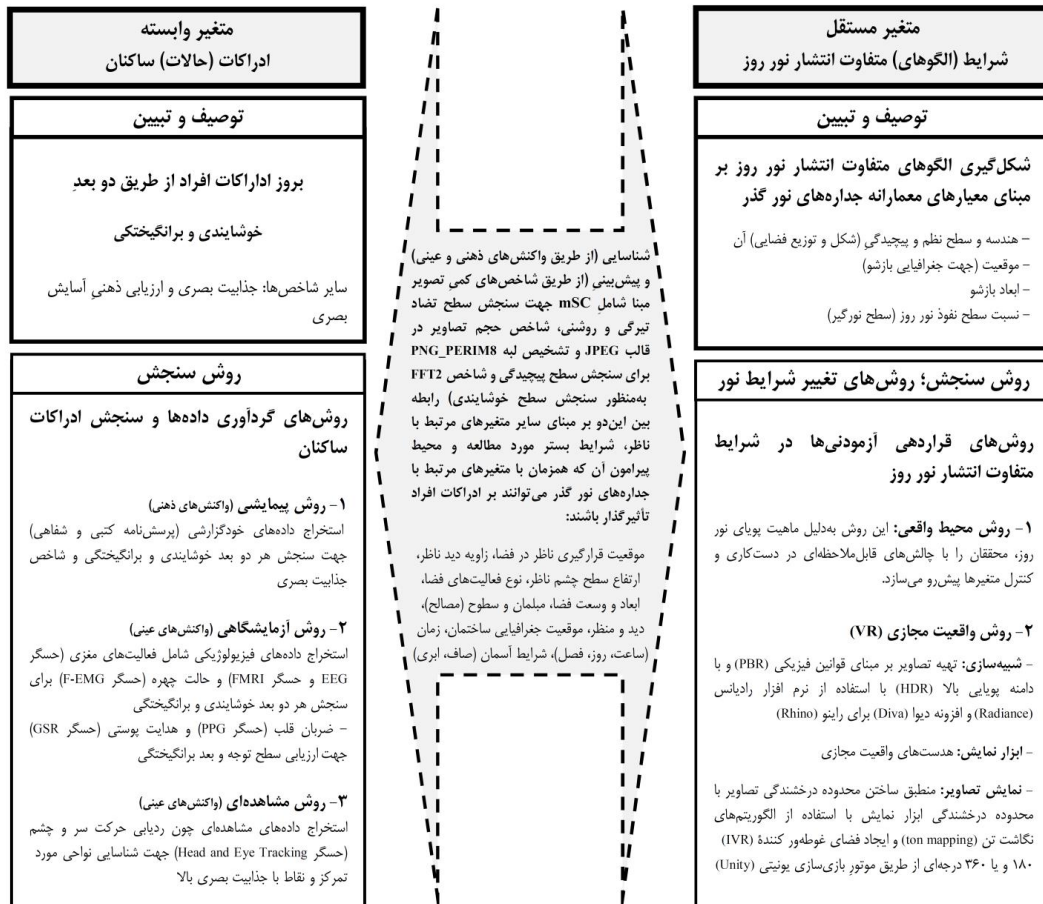 متغیر مستقل
شرایط (الگوهای) متفاوت انتشار نور روز
توصیف و تبیین
شکل‌گیری الگوهای متفاوت انتشار نور روز بر
مبنای معیارهای معمارانه جداره‌های نور گذر
- هندسه و سطح نظم و پیچیدگیِ (شکل و توزیع فضایی) آن
- موقعیت (جهت جغرافیایی بازشو)
- ابعاد بازشو
- نسبت سطح نفوذ نور روز (سطح نورگیر)
روش سنجش؛ روش‌های تغییر شرایط نور
روش‌های قراردهی آزمودنی‌ها در شرایط
متفاوت انتشار نور روز
۱- روش محیط واقعی: این روش به‌دلیل ماهیت پویای نور
روز، محققان را با چالش‌های قابل‌ملاحظه‌ای در دست‌کاری و
کنترل متغیرها پیش‌رو می‌سازد.
۲- روش واقعیت مجازی (VR)
- شبیه‌سازی: تهیه تصاویر بر مبنای قوانین فیزیکی (PBR) و با
دامنه پویایی بالا (HDR) با استفاده از نرم افزار رادیانس
(Radiance) و افزونه دیوا (Diva) برای راینو (Rhino)
- ابزار نمایش: هدست‌های واقعیت مجازی
- نمایش تصاویر: منطبق ساختن محدوده درخشندگی تصاویر با
محدوده درخشندگی ابزار نمایش با استفاده از الگوریتم‌های
نگاشت تن (ton mapping) و ایجاد فضای غوطه‌ور کنندهٔ (IVR)
۱۸۰ و یا ۳۶۰ درجه‌ای از طریق موتورِ بازی‌سازی یونیتی (Unity)
شناسایی (از طریق واکنش‌های ذهنی و عینی)
و پیش‌بینیِ (از طریق شاخص‌های کمیِ تصویر
مبنا شاملِ mSC جهت سنجش سطح تضاد
تیرگی و روشنی، شاخص حجم تصاویر در
قالب JPEG و تشخیص لبه PNG_PERIM8
برای سنجش سطح پیچیدگی و شاخص FFT2
به‌منظور سنجش سطح خوشایندی) رابطه
بین این‌دو بر مبنای سایر متغیرهای مرتبط با
ناظر، شرایط بستر مورد مطالعه و محیط
پیرامون آن که همزمان با متغیرهای مرتبط با
جداره‌های نور گذر می‌توانند بر ادراکات افراد
تأثیرگذار باشند:
موقعیت قرارگیری ناظر در فضا، زاویه دید ناظر،
ارتفاع سطح چشم ناظر، نوع فعالیت‌های فضا،
ابعاد و وسعت فضا، مبلمان و سطوح (مصالح)،
دید و منظر، موقعیت جغرافیایی ساختمان، زمان
(ساعت، روز، فصل)، شرایط آسمان (صاف، ابری)
متغیر وابسته
ادراکات (حالات) ساکنان
توصیف و تبیین
بروز اداراکات افراد از طریق دو بعدِ
خوشایندی و برانگیختکی
سایر شاخص‌ها: جذابیت بصری و ارزیابی ذهنیِ آسایش
بصری
روش سنجش
روش‌های گردآوری داده‌ها و سنجش ادراکات
ساکنان
۱- روش پیمایشی (واکنش‌های ذهنی)
استخراج داده‌های خودگزارشی (پرسش‌نامه کتبی و شفاهی)
جهت سنجش هر دو بعد خوشایندی و برانگیختگی و شاخص
جذابیت بصری
۲- روش آزمایشگاهی (واکنش‌های عینی)
استخراج داده‌های فیزیولوژیکی شامل فعالیت‌های مغزی (حسگر
EEG و حسگر FMRI) و حالت چهره (حسگر F-EMG) برای
سنجش هر دو بعد خوشایندی و برانگیختگی
- ضربان قلب (حسگر PPG) و هدایت پوستی (حسگر GSR)
جهت ارزیابی سطح توجه و بعد برانگیختگی
۳- روش مشاهده‌ای (واکنش‌های عینی)
استخراج داده‌های مشاهده‌ای چون ردیابی حرکت سر و چشم
(حسگر Head and Eye Tracking) جهت شناسایی نواحی مورد
تمرکز و نقاط با جذابیت بصری بالا